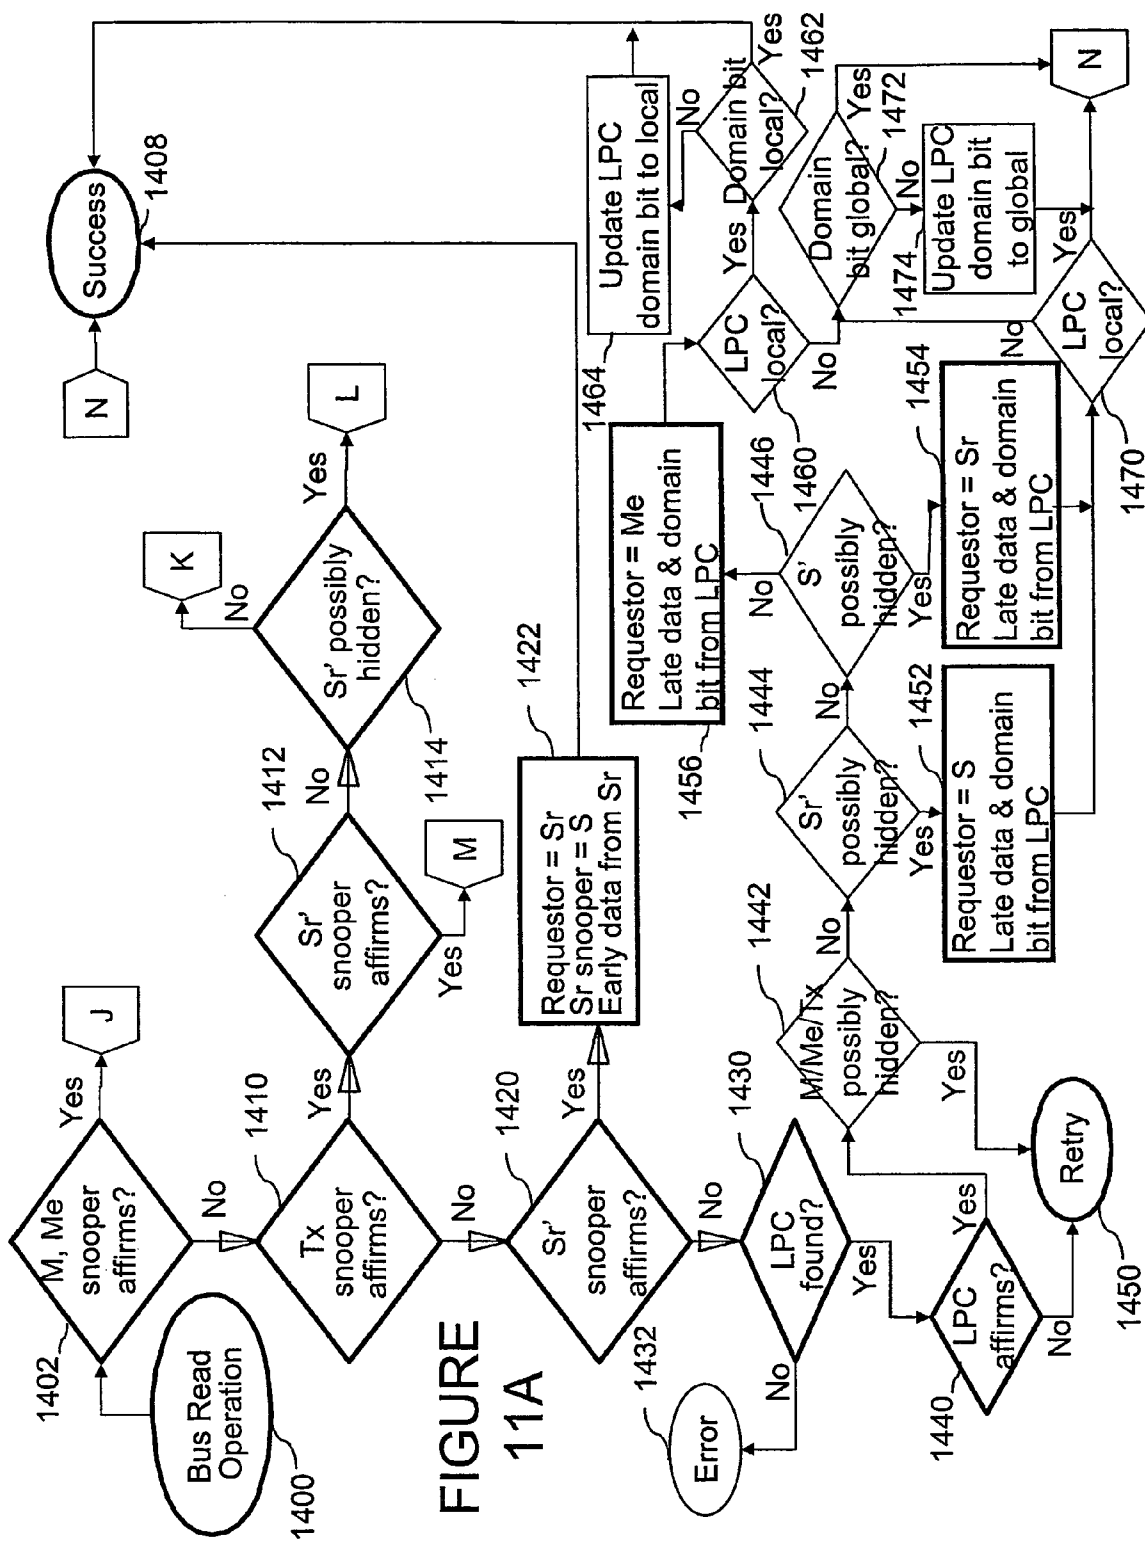 Bus Read
Operation
1400
1402
M, Me
snooper
affirms?
Yes
J
No
1410
Tx
snooper
affirms?
Yes
1412
Sr'
snooper
affirms?
Yes
M
No
1414
Sr' possibly
hidden?
No
K
Yes
L
N
Success
1408
No
1420
Sr'
snooper
affirms?
Yes
1422
Requestor = Sr
Sr snooper = S
Early data from Sr
No
1430
LPC
found?
No
1432
Error
Yes
1440
LPC
affirms?
No
1450
Retry
Yes
1442
M/Me/Tx
possibly
hidden?
Yes
No
1444
Sr'
possibly
hidden?
Yes
1452
Requestor = S
Late data & domain
bit from LPC
No
1446
S'
possibly
hidden?
Yes
1454
Requestor = Sr
Late data & domain
bit from LPC
No
1456
Requestor = Me
Late data & domain
bit from LPC
1460
LPC
local?
Yes
No
1462
Domain bit
local?
Yes
No
1464
Update LPC
domain bit to local
1470
LPC
local?
No
Yes
1472
Domain
bit global?
Yes
No
1474
Update LPC
domain bit
to global
N
FIGURE
11A